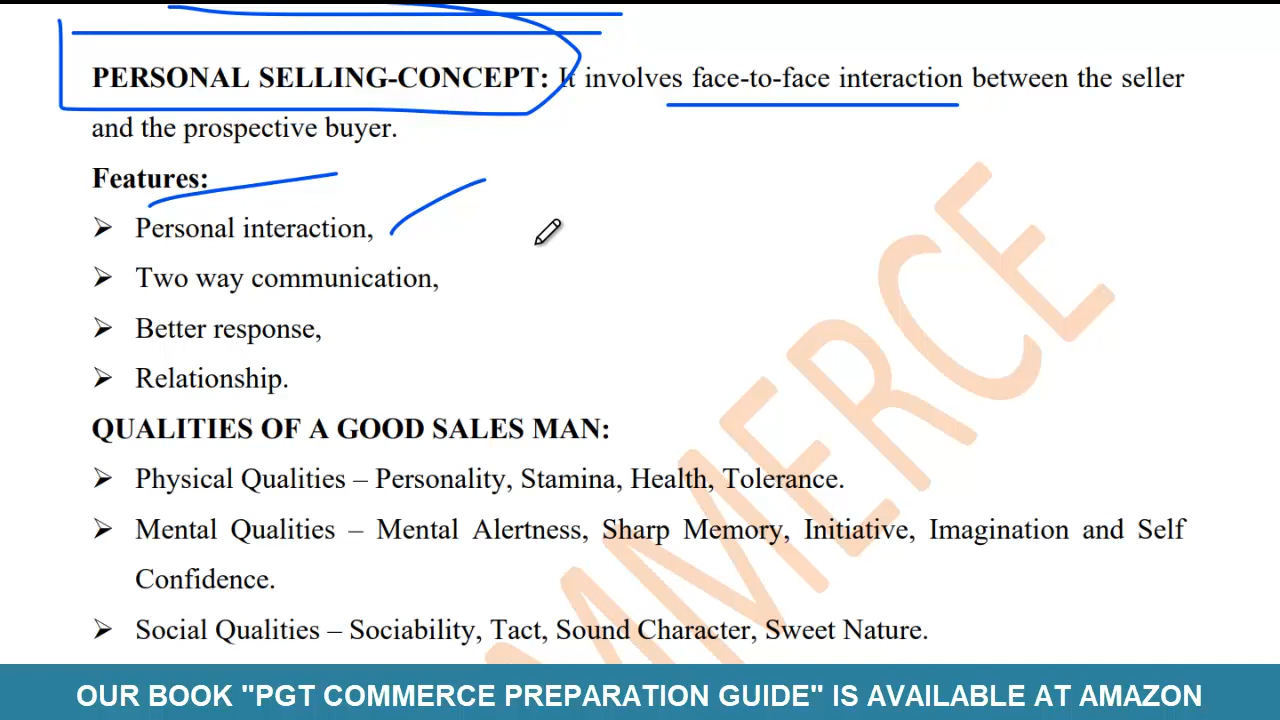 PERSONAL SELLING-CONCEPT: It involves face-to-face interaction between the seller
and the prospective buyer.
Features:
➢ Personal interaction,
➢ Two way communication,
➢ Better response,
➢ Relationship.
QUALITIES OF A GOOD SALES MAN:
➢ Physical Qualities – Personality, Stamina, Health, Tolerance.
➢ Mental Qualities – Mental Alertness, Sharp Memory, Initiative, Imagination and Self
Confidence.
➢ Social Qualities – Sociability, Tact, Sound Character, Sweet Nature.
OUR BOOK "PGT COMMERCE PREPARATION GUIDE" IS AVAILABLE AT AMAZON